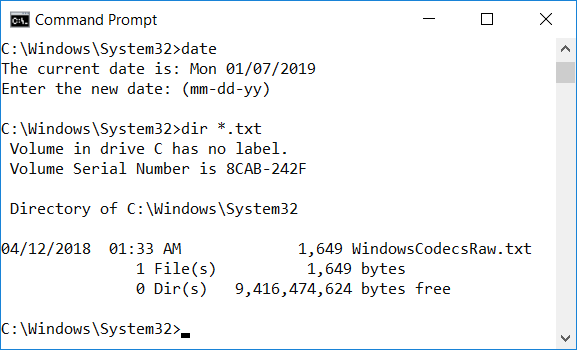 Command Prompt
C:\Windows\System32>date
The current date is: Mon 01/07/2019
Enter the new date: (mm-dd-yy)
C:\Windows\System32>dir *.txt
 Volume in drive C has no label.
 Volume Serial Number is 8CAB-242F
 Directory of C:\Windows\System32
04/12/2018  01:33 AM             1,649 WindowsCodecsRaw.txt
               1 File(s)          1,649 bytes
               0 Dir(s)   9,416,474,624 bytes free
C:\Windows\System32>